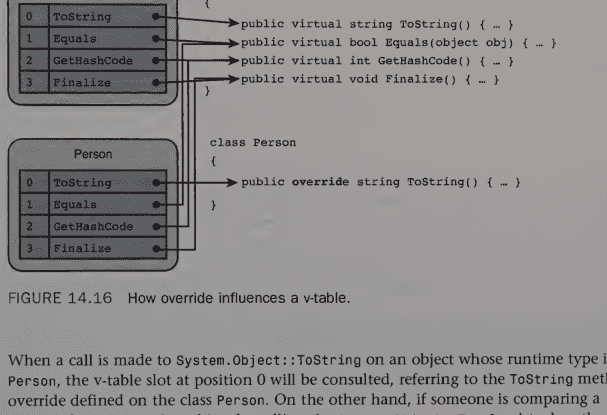 {
0 ToString
public virtual string ToString() { … }
1 Equals
public virtual bool Equals(object obj) { … }
2 GetHashCode
public virtual int GetHashCode() { … }
3 Finalize
public virtual void Finalize() { … }
}
Person
class Person
{
0 ToString
public override string ToString() { … }
1 Equals
}
2 GetHashCode
3 Finalize
FIGURE 14.16 How override influences a v-table.
When a call is made to System.Object::ToString on an object whose runtime type i
Person, the v-table slot at position 0 will be consulted, referring to the ToString met
override defined on the class Person. On the other hand, if someone is comparing a